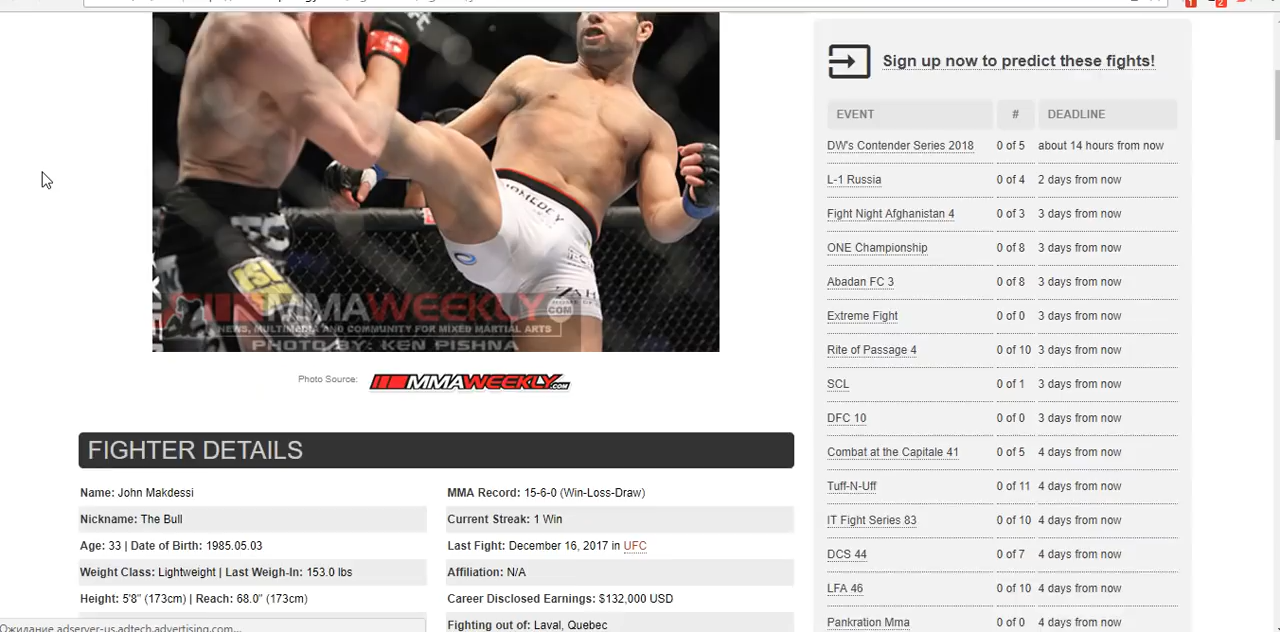 JOMLDEY
MMAWEEKLY
.COM
NEWS, MULTIMEDIA AND COMMUNITY FOR MIXED MARTIAL ARTS
PHOTO BY: KEN PISHNA
Photo Source: MMAWEEKLY.COM
FIGHTER DETAILS
Name: John Makdessi
MMA Record: 15-6-0 (Win-Loss-Draw)
Nickname: The Bull
Current Streak: 1 Win
Age: 33 | Date of Birth: 1985.05.03
Last Fight: December 16, 2017 in UFC
Weight Class: Lightweight | Last Weigh-In: 153.0 lbs
Affiliation: N/A
Height: 5'8" (173cm) | Reach: 68.0" (173cm)
Career Disclosed Earnings: $132,000 USD
Fighting out of: Laval, Quebec
Ожидание adserver-us.adtech.advertising.com...
1
2
Sign up now to predict these fights!
EVENT # DEADLINE
DW's Contender Series 2018 0 of 5 about 14 hours from now
L-1 Russia 0 of 4 2 days from now
Fight Night Afghanistan 4 0 of 3 3 days from now
ONE Championship 0 of 8 3 days from now
Abadan FC 3 0 of 8 3 days from now
Extreme Fight 0 of 0 3 days from now
Rite of Passage 4 0 of 10 3 days from now
SCL 0 of 1 3 days from now
DFC 10 0 of 0 3 days from now
Combat at the Capitale 41 0 of 5 4 days from now
Tuff-N-Uff 0 of 11 4 days from now
IT Fight Series 83 0 of 10 4 days from now
DCS 44 0 of 7 4 days from now
LFA 46 0 of 10 4 days from now
Pankration Mma 0 of 0 4 days from now